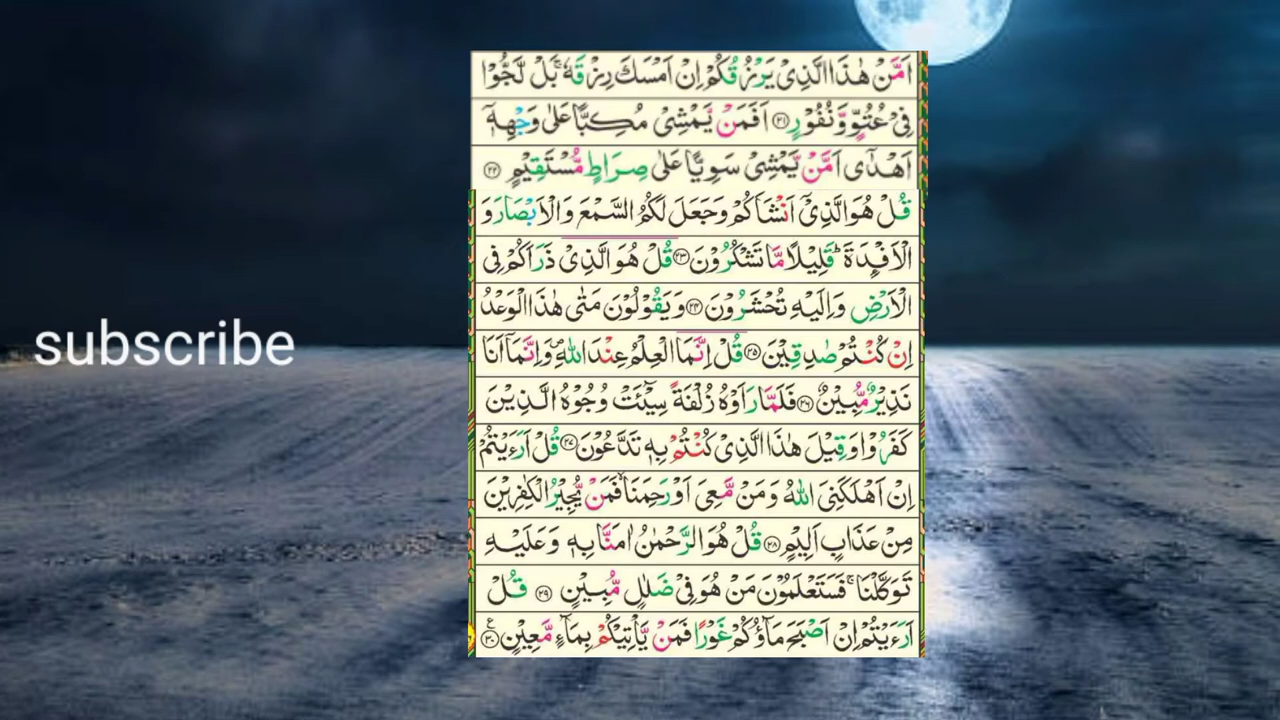 اَمَّنۡ هٰذَا الَّذِىۡ يَرۡزُقُكُمۡ اِنۡ اَمۡسَكَ رِزۡقَهٗ‌ ۚ بَلۡ لَّجُّوۡا
فِىۡ عُتُوٍّ وَّنُفُوۡرٍ ﴿۲۱﴾ اَفَمَنۡ يَّمۡشِىۡ مُكِبًّا عَلٰى وَجۡهِهٖۤ
اَهۡدٰٓى اَمَّنۡ يَّمۡشِىۡ سَوِيًّا عَلٰى صِرَاطٍ مُّسۡتَقِيۡمٍ ﴿۲۲﴾
قُلۡ هُوَ الَّذِىۡۤ اَنۡشَاَكُمۡ وَجَعَلَ لَكُمُ السَّمۡعَ وَالۡاَبۡصَارَ وَ
الۡاَفۡـِٕدَةَ ‌ؕ قَلِيۡلًا مَّا تَشۡكُرُوۡنَ ﴿۲۳﴾ قُلۡ هُوَ الَّذِىۡ ذَرَاَكُمۡ فِى
الۡاَرۡضِ وَاِلَيۡهِ تُحۡشَرُوۡنَ ﴿۲۴﴾ وَيَقُوۡلُوۡنَ مَتٰى هٰذَا الۡوَعۡدُ
اِنۡ كُنۡتُمۡ صٰدِقِيۡنَ ﴿۲۵﴾ قُلۡ اِنَّمَا الۡعِلۡمُ عِنۡدَ اللّٰهِ ۪ وَاِنَّمَاۤ اَنَا
subscribe
نَذِيۡرٌ مُّبِيۡنٌ ﴿۲۶﴾ فَلَمَّا رَاَوۡهُ زُلۡفَةً سِیْٓـَٔتۡ وُجُوۡهُ الَّذِيۡنَ
كَفَرُوۡا وَقِيۡلَ هٰذَا الَّذِىۡ كُنۡتُمۡ بِهٖ تَدَّعُوۡنَ ﴿۲۷﴾ قُلۡ اَرَءَيۡتُمۡ
اِنۡ اَهۡلَكَنِىَ اللّٰهُ وَمَنۡ مَّعِىَ اَوۡ رَحِمَنَا ۙ فَمَنۡ يُّجِيۡرُ الۡكٰفِرِيۡنَ
مِنۡ عَذَابٍ اَلِيۡمٍ ﴿۲۸﴾ قُلۡ هُوَ الرَّحۡمٰنُ اٰمَنَّا بِهٖ وَعَلَيۡهِ
تَوَكَّلۡنَا‌ ۚ فَسَتَعۡلَمُوۡنَ مَنۡ هُوَ فِىۡ ضَلٰلٍ مُّبِيۡنٍ ﴿۲۹﴾ قُلۡ
اَرَءَيۡتُمۡ اِنۡ اَصۡبَحَ مَآؤُكُمۡ غَوۡرًا فَمَنۡ يَّاۡتِيۡكُمۡ بِمَآءٍ مَّعِيۡنٍ ﴿۳۰﴾ ع